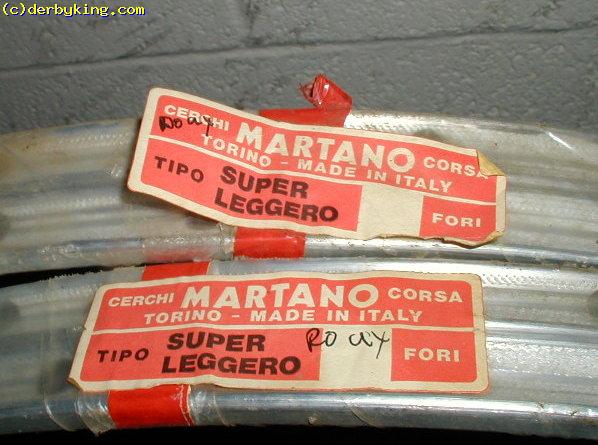 (c)derbyking.com
CERCHI MARTANO CORSA
TORINO - MADE IN ITALY
TIPO SUPER LEGGERO FORI
CERCHI MARTANO CORSA
TORINO - MADE IN ITALY
TIPO SUPER LEGGERO FORI